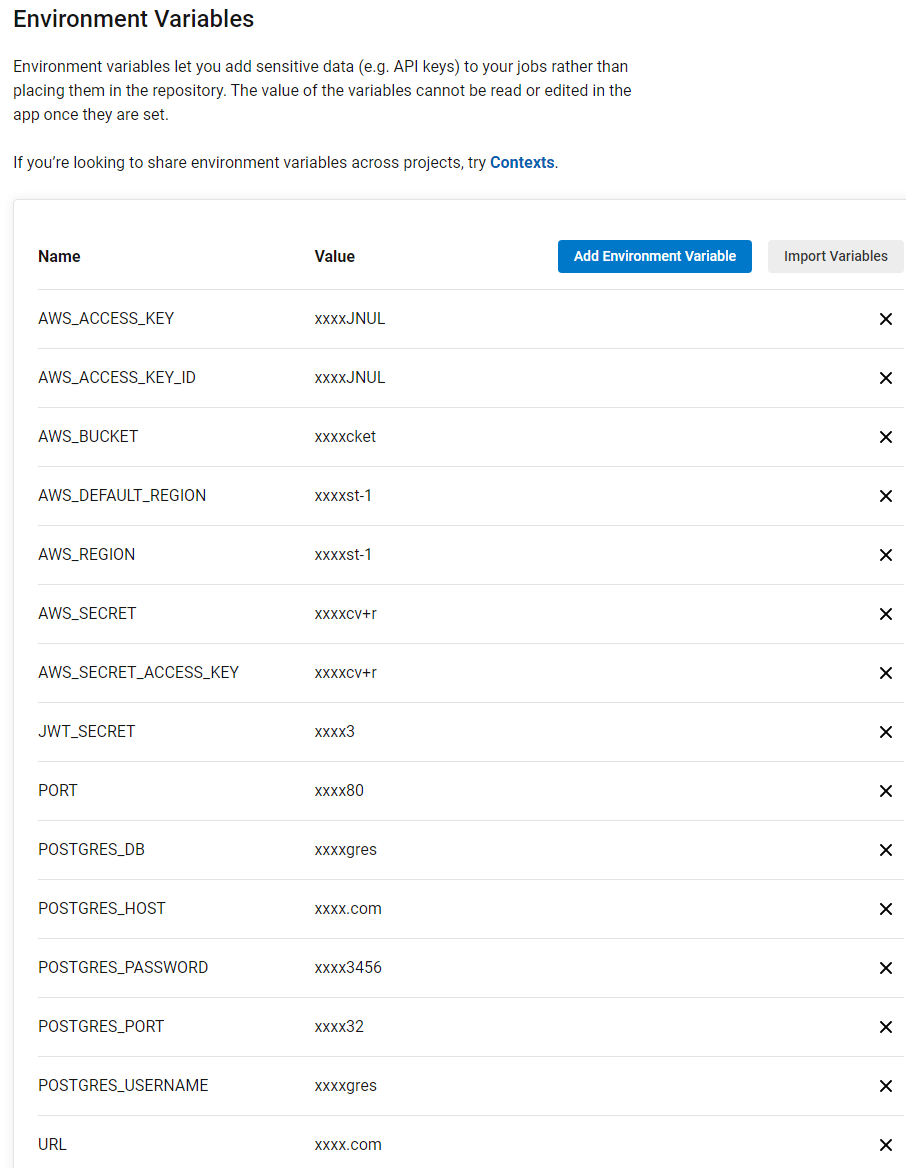 Environment Variables
Environment variables let you add sensitive data (e.g. API keys) to your jobs rather than
placing them in the repository. The value of the variables cannot be read or edited in the
app once they are set.
If you’re looking to share environment variables across projects, try Contexts.
Name Value Add Environment Variable Import Variables
AWS_ACCESS_KEY xxxxJNUL
AWS_ACCESS_KEY_ID xxxxJNUL
AWS_BUCKET xxxxcket
AWS_DEFAULT_REGION xxxxst-1
AWS_REGION xxxxst-1
AWS_SECRET xxxxcv+r
AWS_SECRET_ACCESS_KEY xxxxcv+r
JWT_SECRET xxxx3
PORT xxxx80
POSTGRES_DB xxxxgres
POSTGRES_HOST xxxx.com
POSTGRES_PASSWORD xxxx3456
POSTGRES_PORT xxxx32
POSTGRES_USERNAME xxxxgres
URL xxxx.com